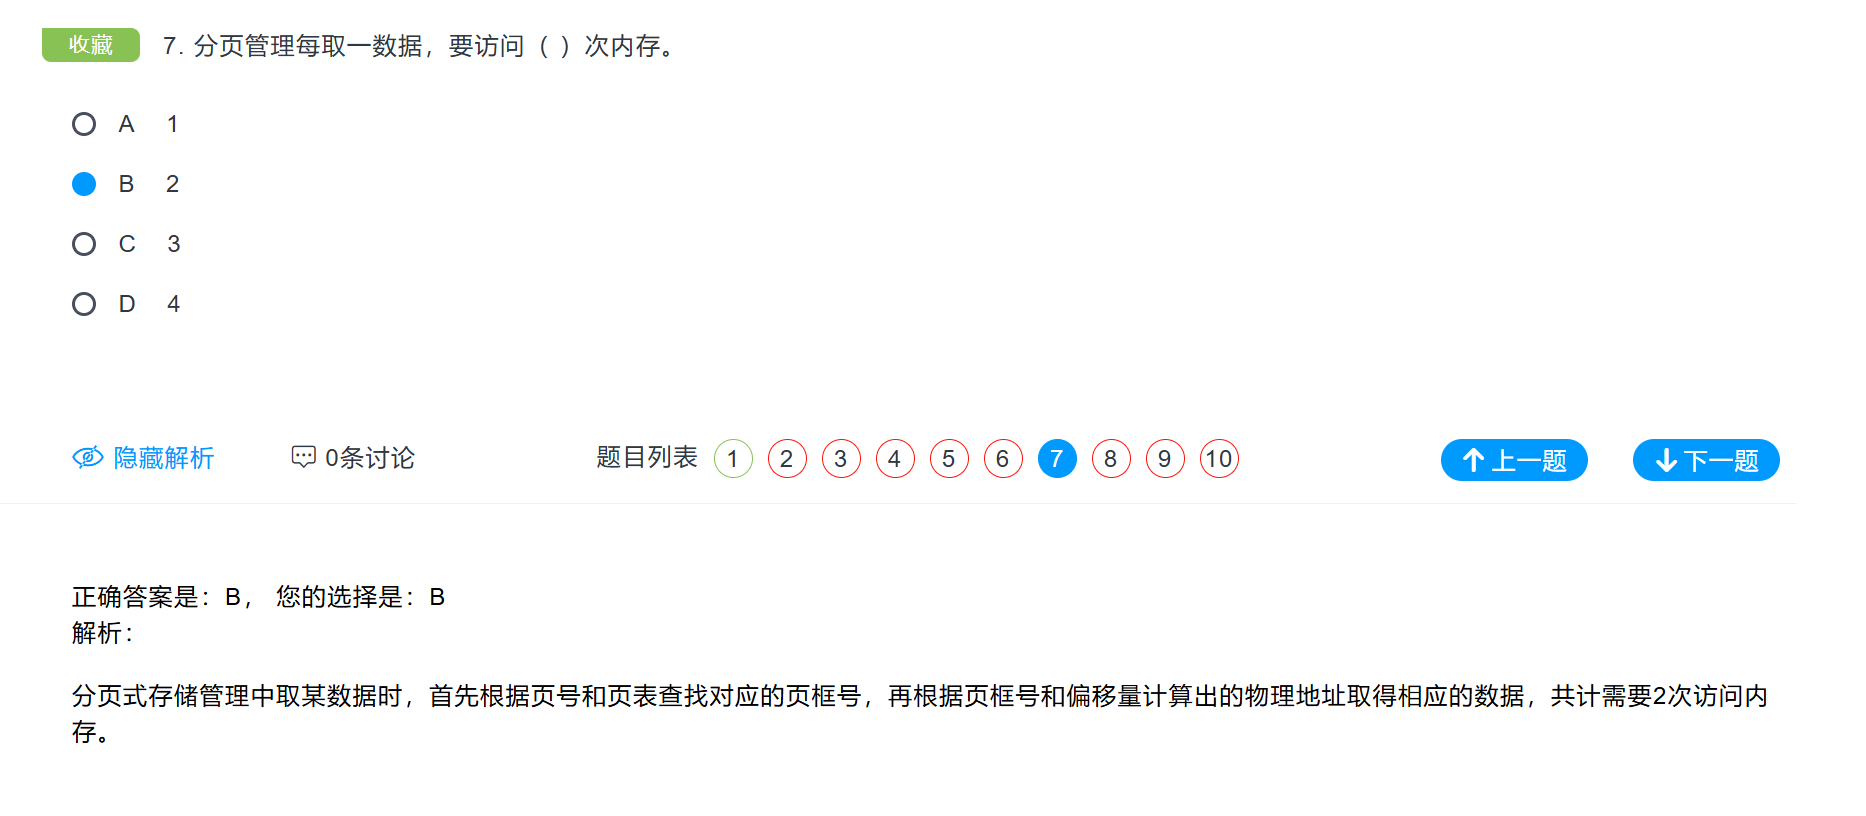 收藏 7. 分页管理每取一数据，要访问（ ）次内存。
A 1
B 2
C 3
D 4
隐藏解析 0条讨论 题目列表 1 2 3 4 5 6 7 8 9 10 上一题 下一题
正确答案是：B， 您的选择是：B
解析：
分页式存储管理中取某数据时，首先根据页号和页表查找对应的页框号，再根据页框号和偏移量计算出的物理地址取得相应的数据，共计需要2次访问内
存。